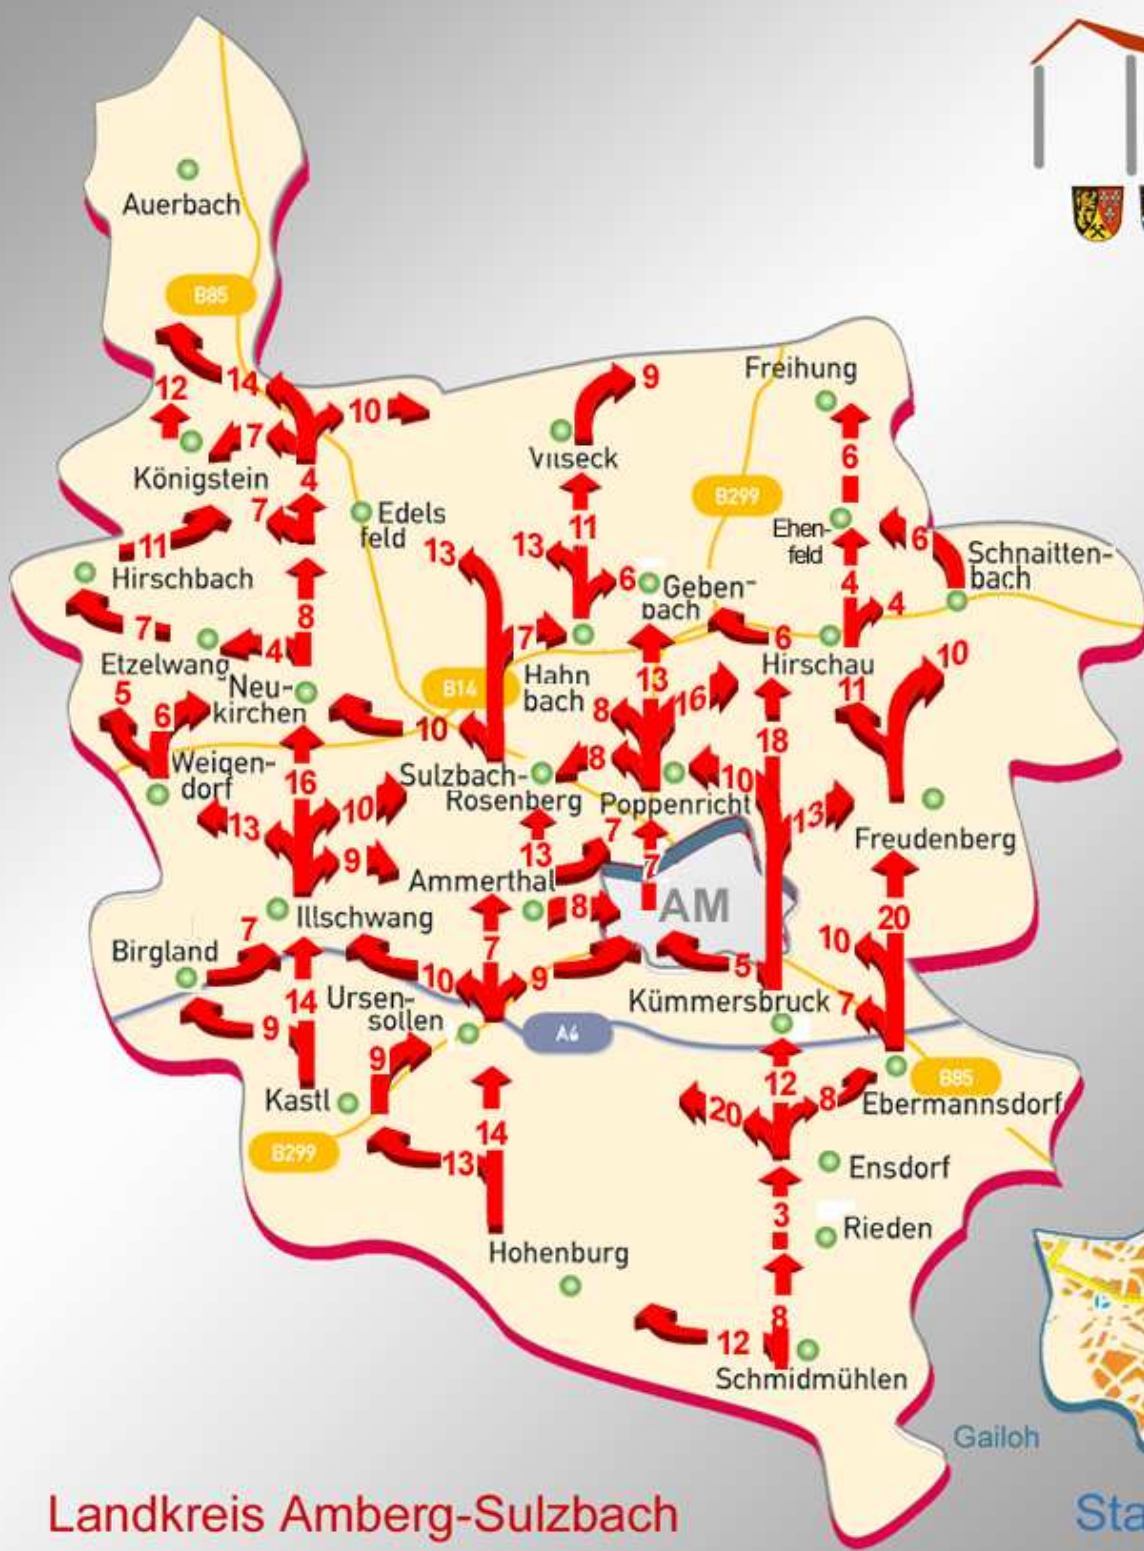 Auerbach
B85
Freihung
12
14
10
9
7
Königstein
4
Vilseck
6
B299
7
Edels
feld
11
Hirschbach
13
11
13
6
Geben-
bach
Ehen-
feld
6
Schnaitten-
bach
8
4
4
7
Etzelwang
4
7
Hahn
bach
6
Hirschau
10
5
6
Neu-
kirchen
B14
13
16
11
8
10
18
Weigen-
dorf
16
Sulzbach-
Rosenberg
8
Poppenricht
10
13
10
13
7
Freudenberg
9
13
7
Ammerthal
8
AM
Illschwang
20
7
Birgland
7
10
10
9
5
14
Ursen-
sollen
Kümmersbruck
7
9
A6
9
B85
Kastl
12
20
8
Ebermannsdorf
B299
14
13
Ensdorf
3
Rieden
Hohenburg
8
12
Schmidmühlen
Gailoh
Landkreis Amberg-Sulzbach
Sta